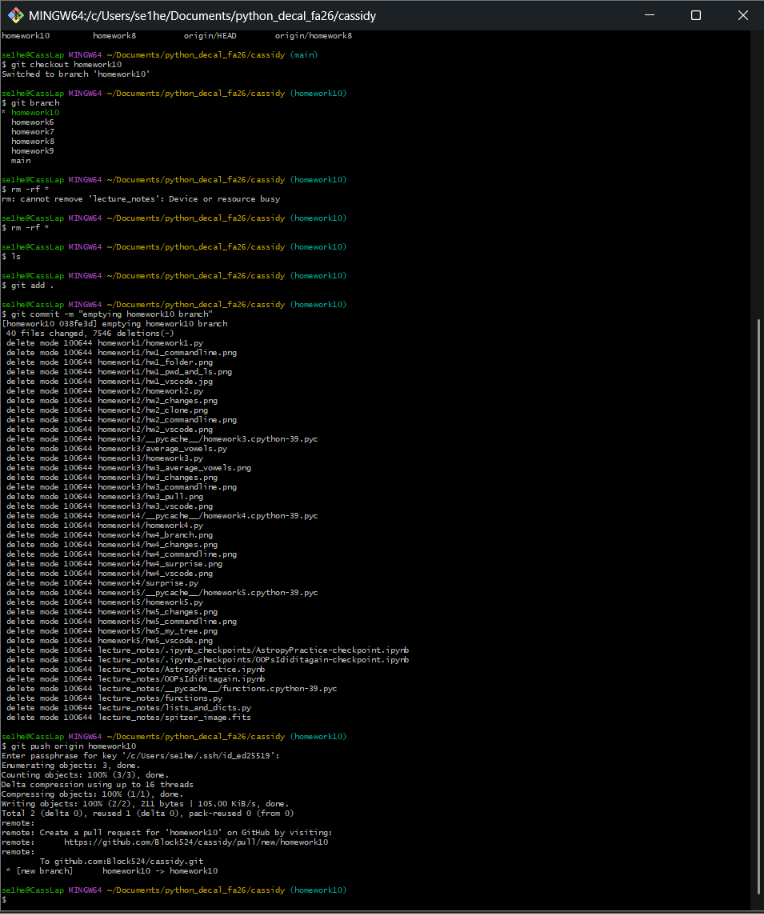 MINGW64:/c/Users/se1he/Documents/python_decal_fa26/cassidy
homework10 homework8 origin/HEAD origin/homework8
se1he@CassLap MINGW64 ~/Documents/python_decal_fa26/cassidy (main)
$ git checkout homework10
Switched to branch 'homework10'
se1he@CassLap MINGW64 ~/Documents/python_decal_fa26/cassidy (homework10)
$ git branch
* homework10
homework6
homework7
homework8
homework9
main
se1he@CassLap MINGW64 ~/Documents/python_decal_fa26/cassidy (homework10)
$ rm -rf *
rm: cannot remove 'lecture_notes': Device or resource busy
se1he@CassLap MINGW64 ~/Documents/python_decal_fa26/cassidy (homework10)
$ rm -rf *
se1he@CassLap MINGW64 ~/Documents/python_decal_fa26/cassidy (homework10)
$ ls
se1he@CassLap MINGW64 ~/Documents/python_decal_fa26/cassidy (homework10)
$ git add .
se1he@CassLap MINGW64 ~/Documents/python_decal_fa26/cassidy (homework10)
$ git commit -m "emptying homework10 branch"
[homework10 038fe3d] emptying homework10 branch
40 files changed, 7546 deletions(-)
delete mode 100644 homework1/homework1.py
delete mode 100644 homework1/hw1_commandline.png
delete mode 100644 homework1/hw1_folder.png
delete mode 100644 homework1/hw1_pwd_and_ls.png
delete mode 100644 homework1/hw1_vscode.jpg
delete mode 100644 homework2/homework2.py
delete mode 100644 homework2/hw2_changes.png
delete mode 100644 homework2/hw2_clone.png
delete mode 100644 homework2/hw2_commandline.png
delete mode 100644 homework2/hw2_vscode.png
delete mode 100644 homework3/__pycache__/homework3.cpython-39.pyc
delete mode 100644 homework3/average_vowels.py
delete mode 100644 homework3/homework3.py
delete mode 100644 homework3/hw3_average_vowels.png
delete mode 100644 homework3/hw3_changes.png
delete mode 100644 homework3/hw3_commandline.png
delete mode 100644 homework3/hw3_pull.png
delete mode 100644 homework3/hw3_vscode.png
delete mode 100644 homework4/__pycache__/homework4.cpython-39.pyc
delete mode 100644 homework4/homework4.py
delete mode 100644 homework4/hw4_branch.png
delete mode 100644 homework4/hw4_changes.png
delete mode 100644 homework4/hw4_commandline.png
delete mode 100644 homework4/hw4_surprise.png
delete mode 100644 homework4/hw4_vscode.png
delete mode 100644 homework4/surprise.py
delete mode 100644 homework5/__pycache__/homework5.cpython-39.pyc
delete mode 100644 homework5/homework5.py
delete mode 100644 homework5/hw5_changes.png
delete mode 100644 homework5/hw5_commandline.png
delete mode 100644 homework5/hw5_my_tree.png
delete mode 100644 homework5/hw5_vscode.png
delete mode 100644 lecture_notes/.ipynb_checkpoints/AstropyPractice-checkpoint.ipynb
delete mode 100644 lecture_notes/.ipynb_checkpoints/OOPsIdiditagain-checkpoint.ipynb
delete mode 100644 lecture_notes/AstropyPractice.ipynb
delete mode 100644 lecture_notes/OOPsIdiditagain.ipynb
delete mode 100644 lecture_notes/__pycache__/functions.cpython-39.pyc
delete mode 100644 lecture_notes/functions.py
delete mode 100644 lecture_notes/lists_and_dicts.py
delete mode 100644 lecture_notes/spitzer_image.fits
se1he@CassLap MINGW64 ~/Documents/python_decal_fa26/cassidy (homework10)
$ git push origin homework10
Enter passphrase for key '/c/Users/se1he/.ssh/id_ed25519':
Enumerating objects: 3, done.
Counting objects: 100% (3/3), done.
Delta compression using up to 16 threads
Compressing objects: 100% (1/1), done.
Writing objects: 100% (2/2), 211 bytes | 105.00 KiB/s, done.
Total 2 (delta 0), reused 1 (delta 0), pack-reused 0 (from 0)
remote:
remote: Create a pull request for 'homework10' on GitHub by visiting:
remote: https://github.com/Block524/cassidy/pull/new/homework10
remote:
To github.com:Block524/cassidy.git
* [new branch] homework10 -> homework10
se1he@CassLap MINGW64 ~/Documents/python_decal_fa26/cassidy (homework10)
$